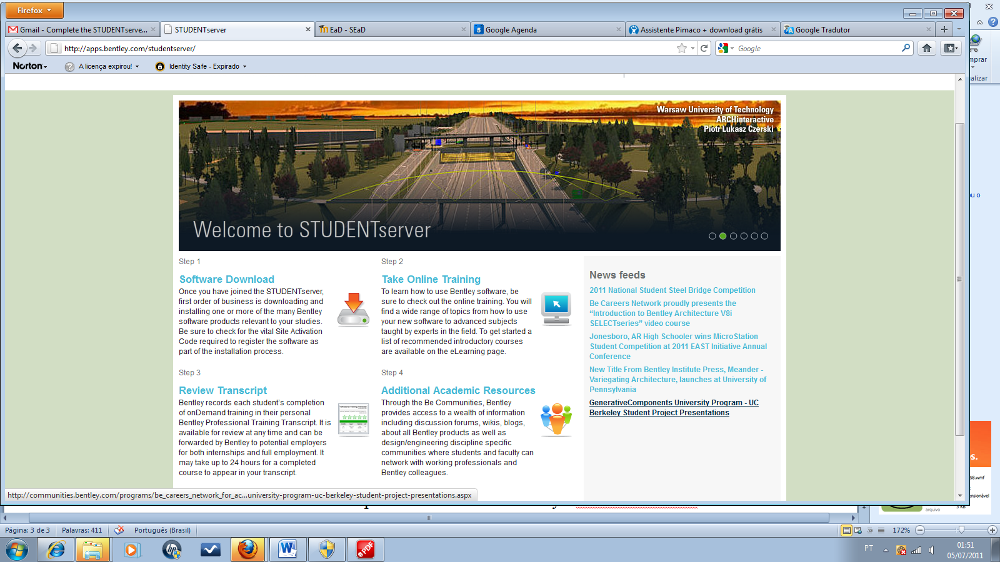 Firefox
Gmail - Complete the STUDENTserve...
STUDENTserver
EaD - SEaD
Google Agenda
Assistente Pimaco + download grátis
Google Tradutor
http://apps.bentley.com/studentserver/
Google
Norton
A licença expirou!
Identity Safe - Expirado
mprar
alizar
Warsaw University of Technology
ARCHinteractive
Piotr Lukasz Czerski
Welcome to STUDENTserver
Step 1
Software Download
Once you have joined the STUDENTserver,
first order of business is downloading and
installing one or more of the many Bentley
software products relevant to your studies.
Be sure to check for the vital Site Activation
Code required to register the software as
part of the installation process.
Step 2
Take Online Training
To learn how to use Bentley software, be
sure to check out the online training. You will
find a wide range of topics from how to use
your new software to advanced subjects
taught by experts in the field. To get started a
list of recommended introductory courses
are available on the eLearning page.
Step 3
Review Transcript
Bentley records each student's completion
of onDemand training in their personal
Bentley Professional Training Transcript. It is
available for review at any time and can be
forwarded by Bentley to potential employers
for both internships and full employment. It
may take up to 24 hours for a completed
course to appear in your transcript.
Step 4
Additional Academic Resources
Through the Be Communities, Bentley
provides access to a wealth of information
including discussion forums, wikis, blogs,
about all Bentley products as well as
design/engineering discipline specific
communities where students and faculty can
network with working professionals and
Bentley colleagues.
News feeds
2011 National Student Steel Bridge Competition
Be Careers Network proudly presents the
“Introduction to Bentley Architecture V8i
SELECTseries” video course
Jonesboro, AR High Schooler wins MicroStation
Student Competition at 2011 EAST Initiative Annual
Conference
New Title From Bentley Institute Press, Meander -
Variegating Architecture, launches at University of
Pennsylvania
GenerativeComponents University Program - UC
Berkeley Student Project Presentations
u o
s.
58.wmf
ensionável
arquivo
3 KB
http://communities.bentley.com/programs/be_careers_network_for_ac...university-program-uc-berkeley-student-project-presentations.aspx
Página: 3 de 3
Palavras: 411
Português (Brasil)
172%
PDF
PT
01:51
05/07/2011